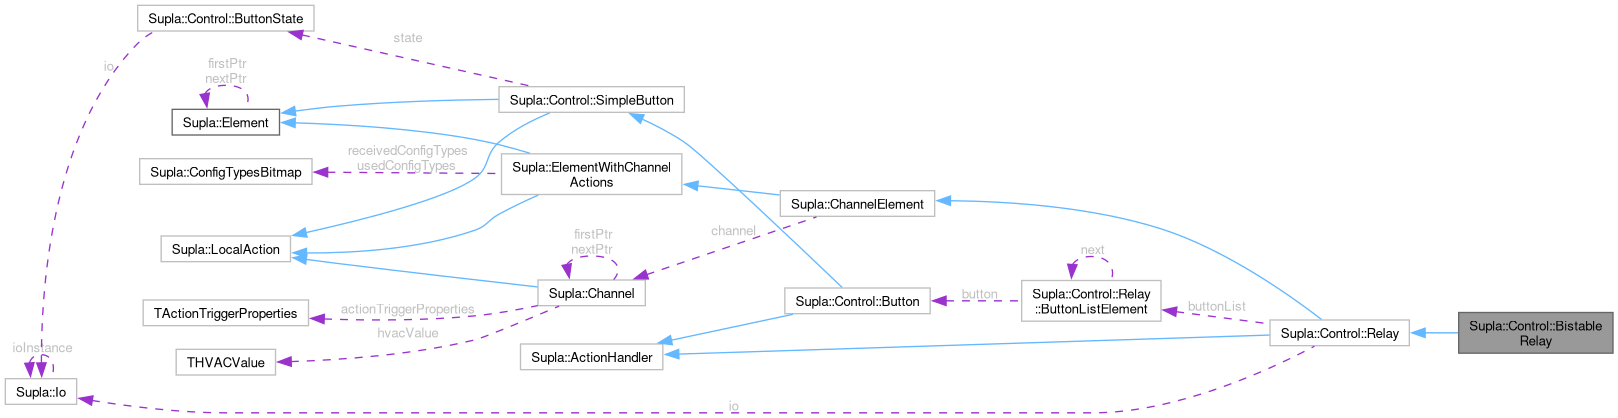 Supla::Control::ButtonState
state
io
firstPtr
nextPtr
Supla::Control::SimpleButton
Supla::Element
receivedConfigTypes
usedConfigTypes
Supla::ElementWithChannel
Actions
Supla::ConfigTypesBitmap
Supla::ChannelElement
channel
Supla::LocalAction
firstPtr
nextPtr
next
Supla::Channel
Supla::Control::Button
button
Supla::Control::Relay
::ButtonListElement
buttonList
TActionTriggerProperties
actionTriggerProperties
hvacValue
Supla::Control::Relay
Supla::Control::Bistable
Relay
ioInstance
THVACValue
Supla::ActionHandler
Supla::Io
io